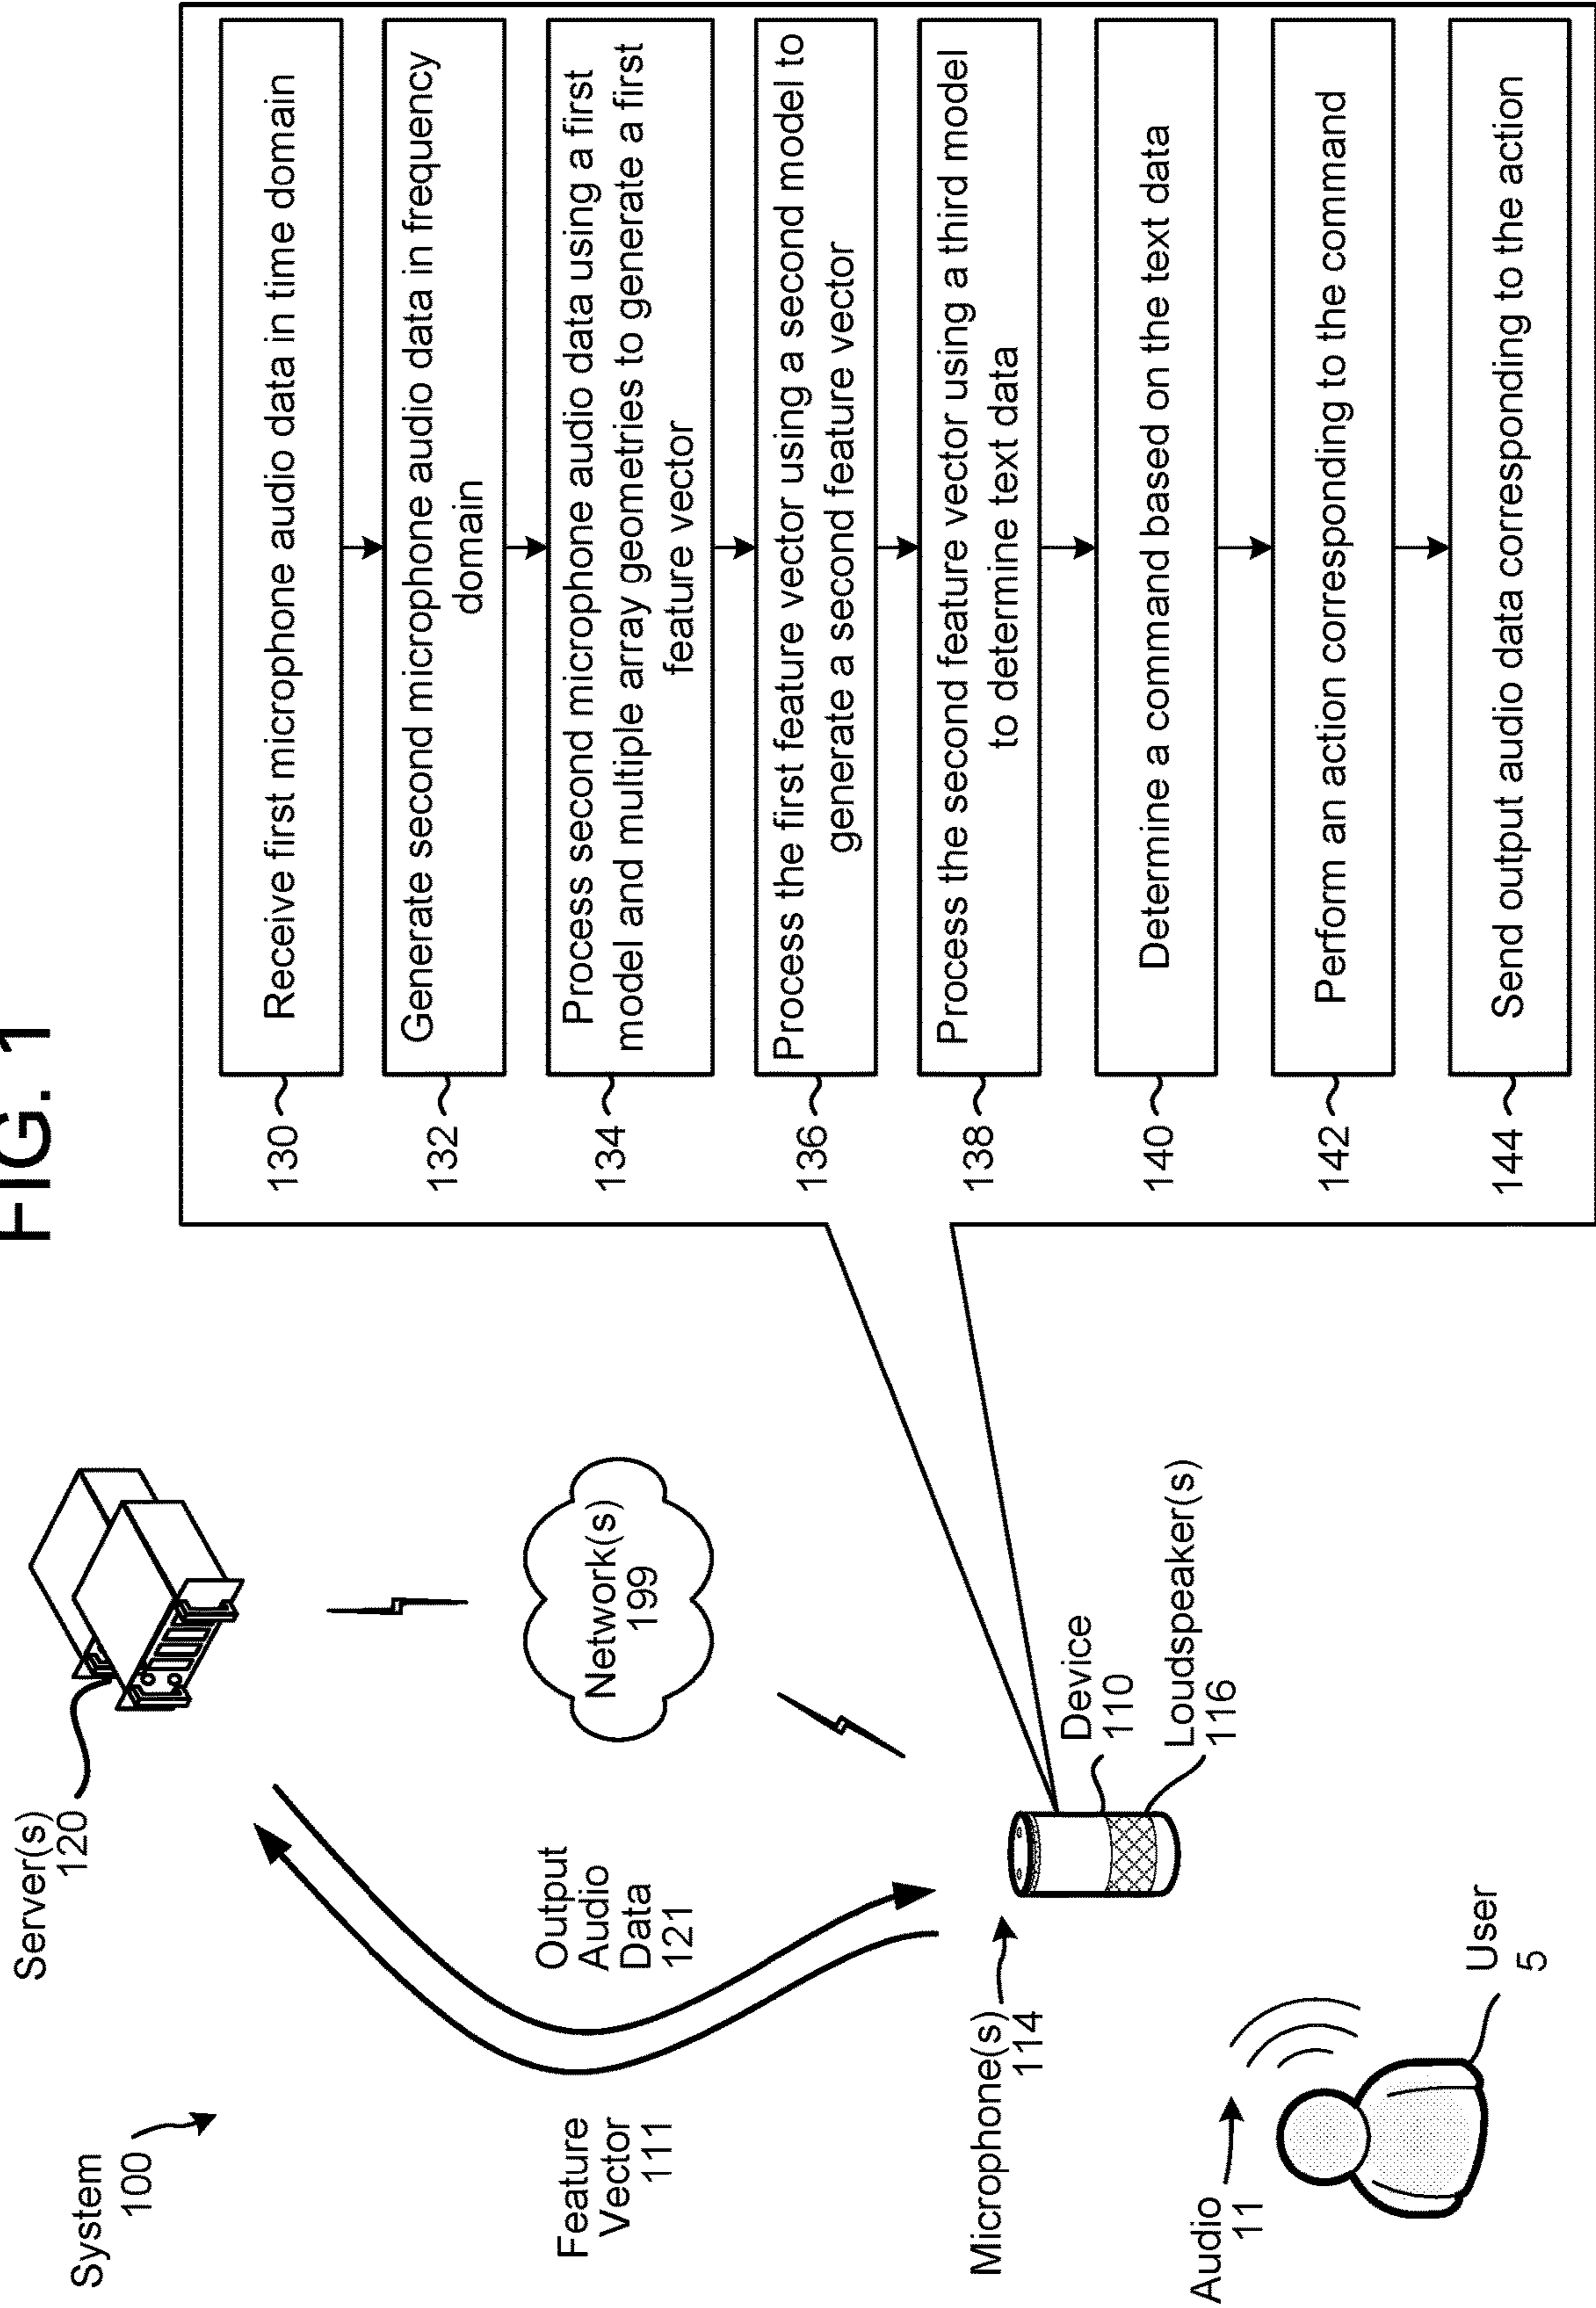 FIG. 1
System
100
Server(s)
120
Feature
Vector
111
Output
Audio
Data
121
Network(s)
199
Microphone(s)
114
Device
110
Loudspeaker(s)
116
Audio
11
User
5
130
Receive first microphone audio data in time domain
132
Generate second microphone audio data in frequency
domain
134
Process second microphone audio data using a first
model and multiple array geometries to generate a first
feature vector
136
Process the first feature vector using a second model to
generate a second feature vector
138
Process the second feature vector using a third model
to determine text data
140
Determine a command based on the text data
142
Perform an action corresponding to the command
144
Send output audio data corresponding to the action